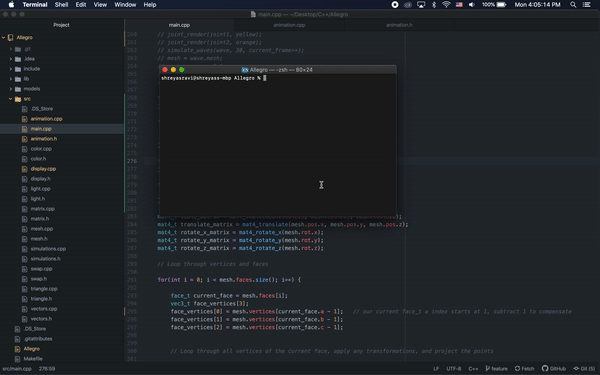 Terminal Shell Edit View Window Help 100% Mon 4:05:14 PM
main.cpp — ~/Desktop/C++/Allegro
Project main.cpp animation.cpp animation.h
Allegro
.git
.idea
include
lib
models
src
.DS_Store
animation.cpp
main.cpp
animation.h
color.cpp
color.h
display.cpp
display.h
light.cpp
light.h
matrix.cpp
matrix.h
mesh.cpp
mesh.h
simulations.cpp
simulations.h
swap.cpp
swap.h
triangle.cpp
triangle.h
vectors.cpp
vectors.h
.DS_Store
.gitattributes
Allegro
Makefile
// joint_render(joint1, yellow);
// joint_render(joint2, orange);
// simulate_waves(wave, 30, current_frame++);
// mesh = wave.mesh;
Allegro — -zsh — 80×24
shreyasravi@shreyass-mbp Allegro %
276
mat4_t translate_matrix = mat4_translate(mesh.pos.x, mesh.pos.y, mesh.pos.z);
mat4_t rotate_x_matrix = mat4_rotate_x(mesh.rot.x);
mat4_t rotate_y_matrix = mat4_rotate_y(mesh.rot.y);
mat4_t rotate_z_matrix = mat4_rotate_z(mesh.rot.z);
// Loop through vertices and faces
for(int i = 0; i < mesh.faces.size(); i++) {
face_t current_face = mesh.faces[i];
vec3_t face_vertices[3];
face_vertices[0] = mesh.vertices[current_face.a - 1]; // our current face_t a index starts at 1, subtract 1 to compensate
face_vertices[1] = mesh.vertices[current_face.b - 1];
face_vertices[2] = mesh.vertices[current_face.c - 1];
// Loop through all vertices of the current face, apply any transformations, and project the points
src/main.cpp 276:59 LF UTF-8 C++ feature Fetch GitHub Git (5)